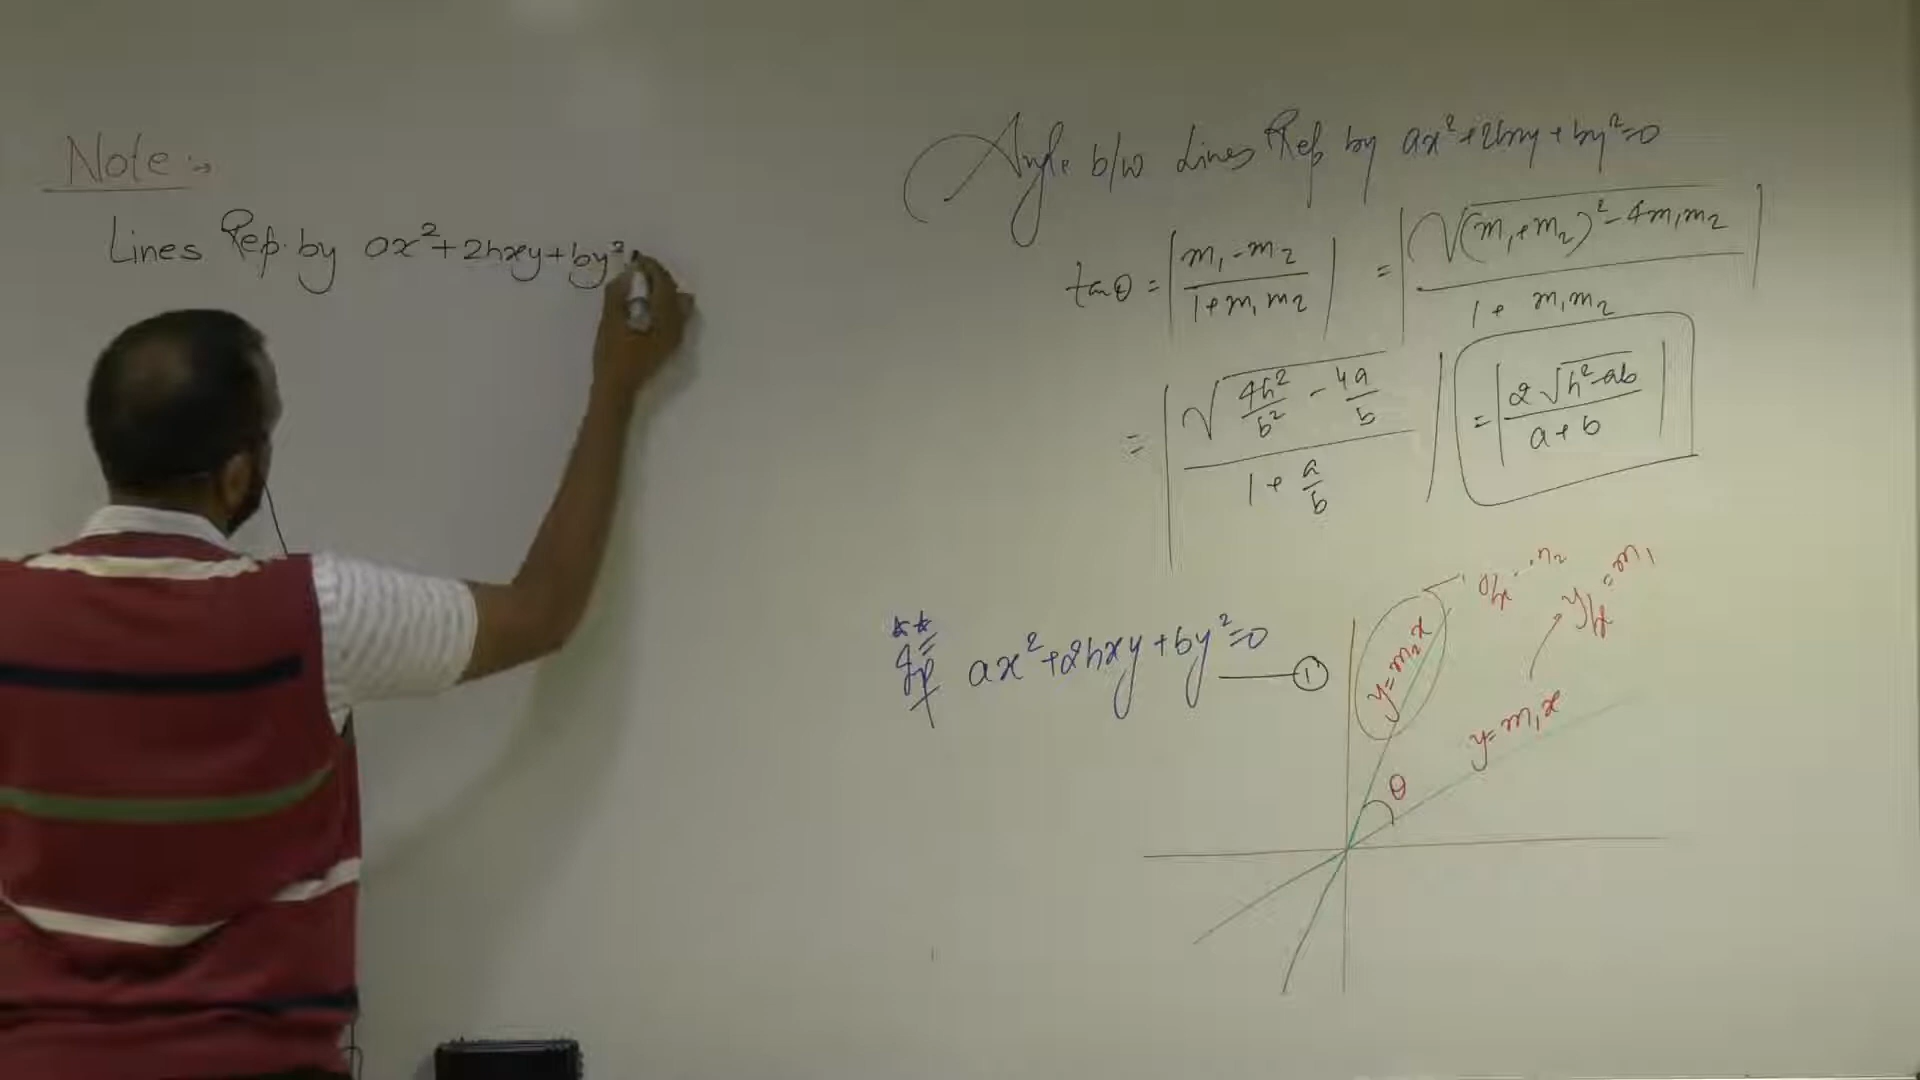 Note :→
Lines Rep. by ax²+2hxy+by²
Angle b/w Lines Rep by ax²+2hxy+by²=0
tanθ = |(m₁-m₂)/(1+m₁m₂)| = |√((m₁+m₂)²-4m₁m₂)/(1+m₁m₂)|
= |√(4h²/b² - 4a/b)/(1+a/b)| = |2√(h²-ab)/(a+b)|
ax²+2hxy+by²=0 —— ①
y=m₂x
y/x=m₁
y=m₁x
θ